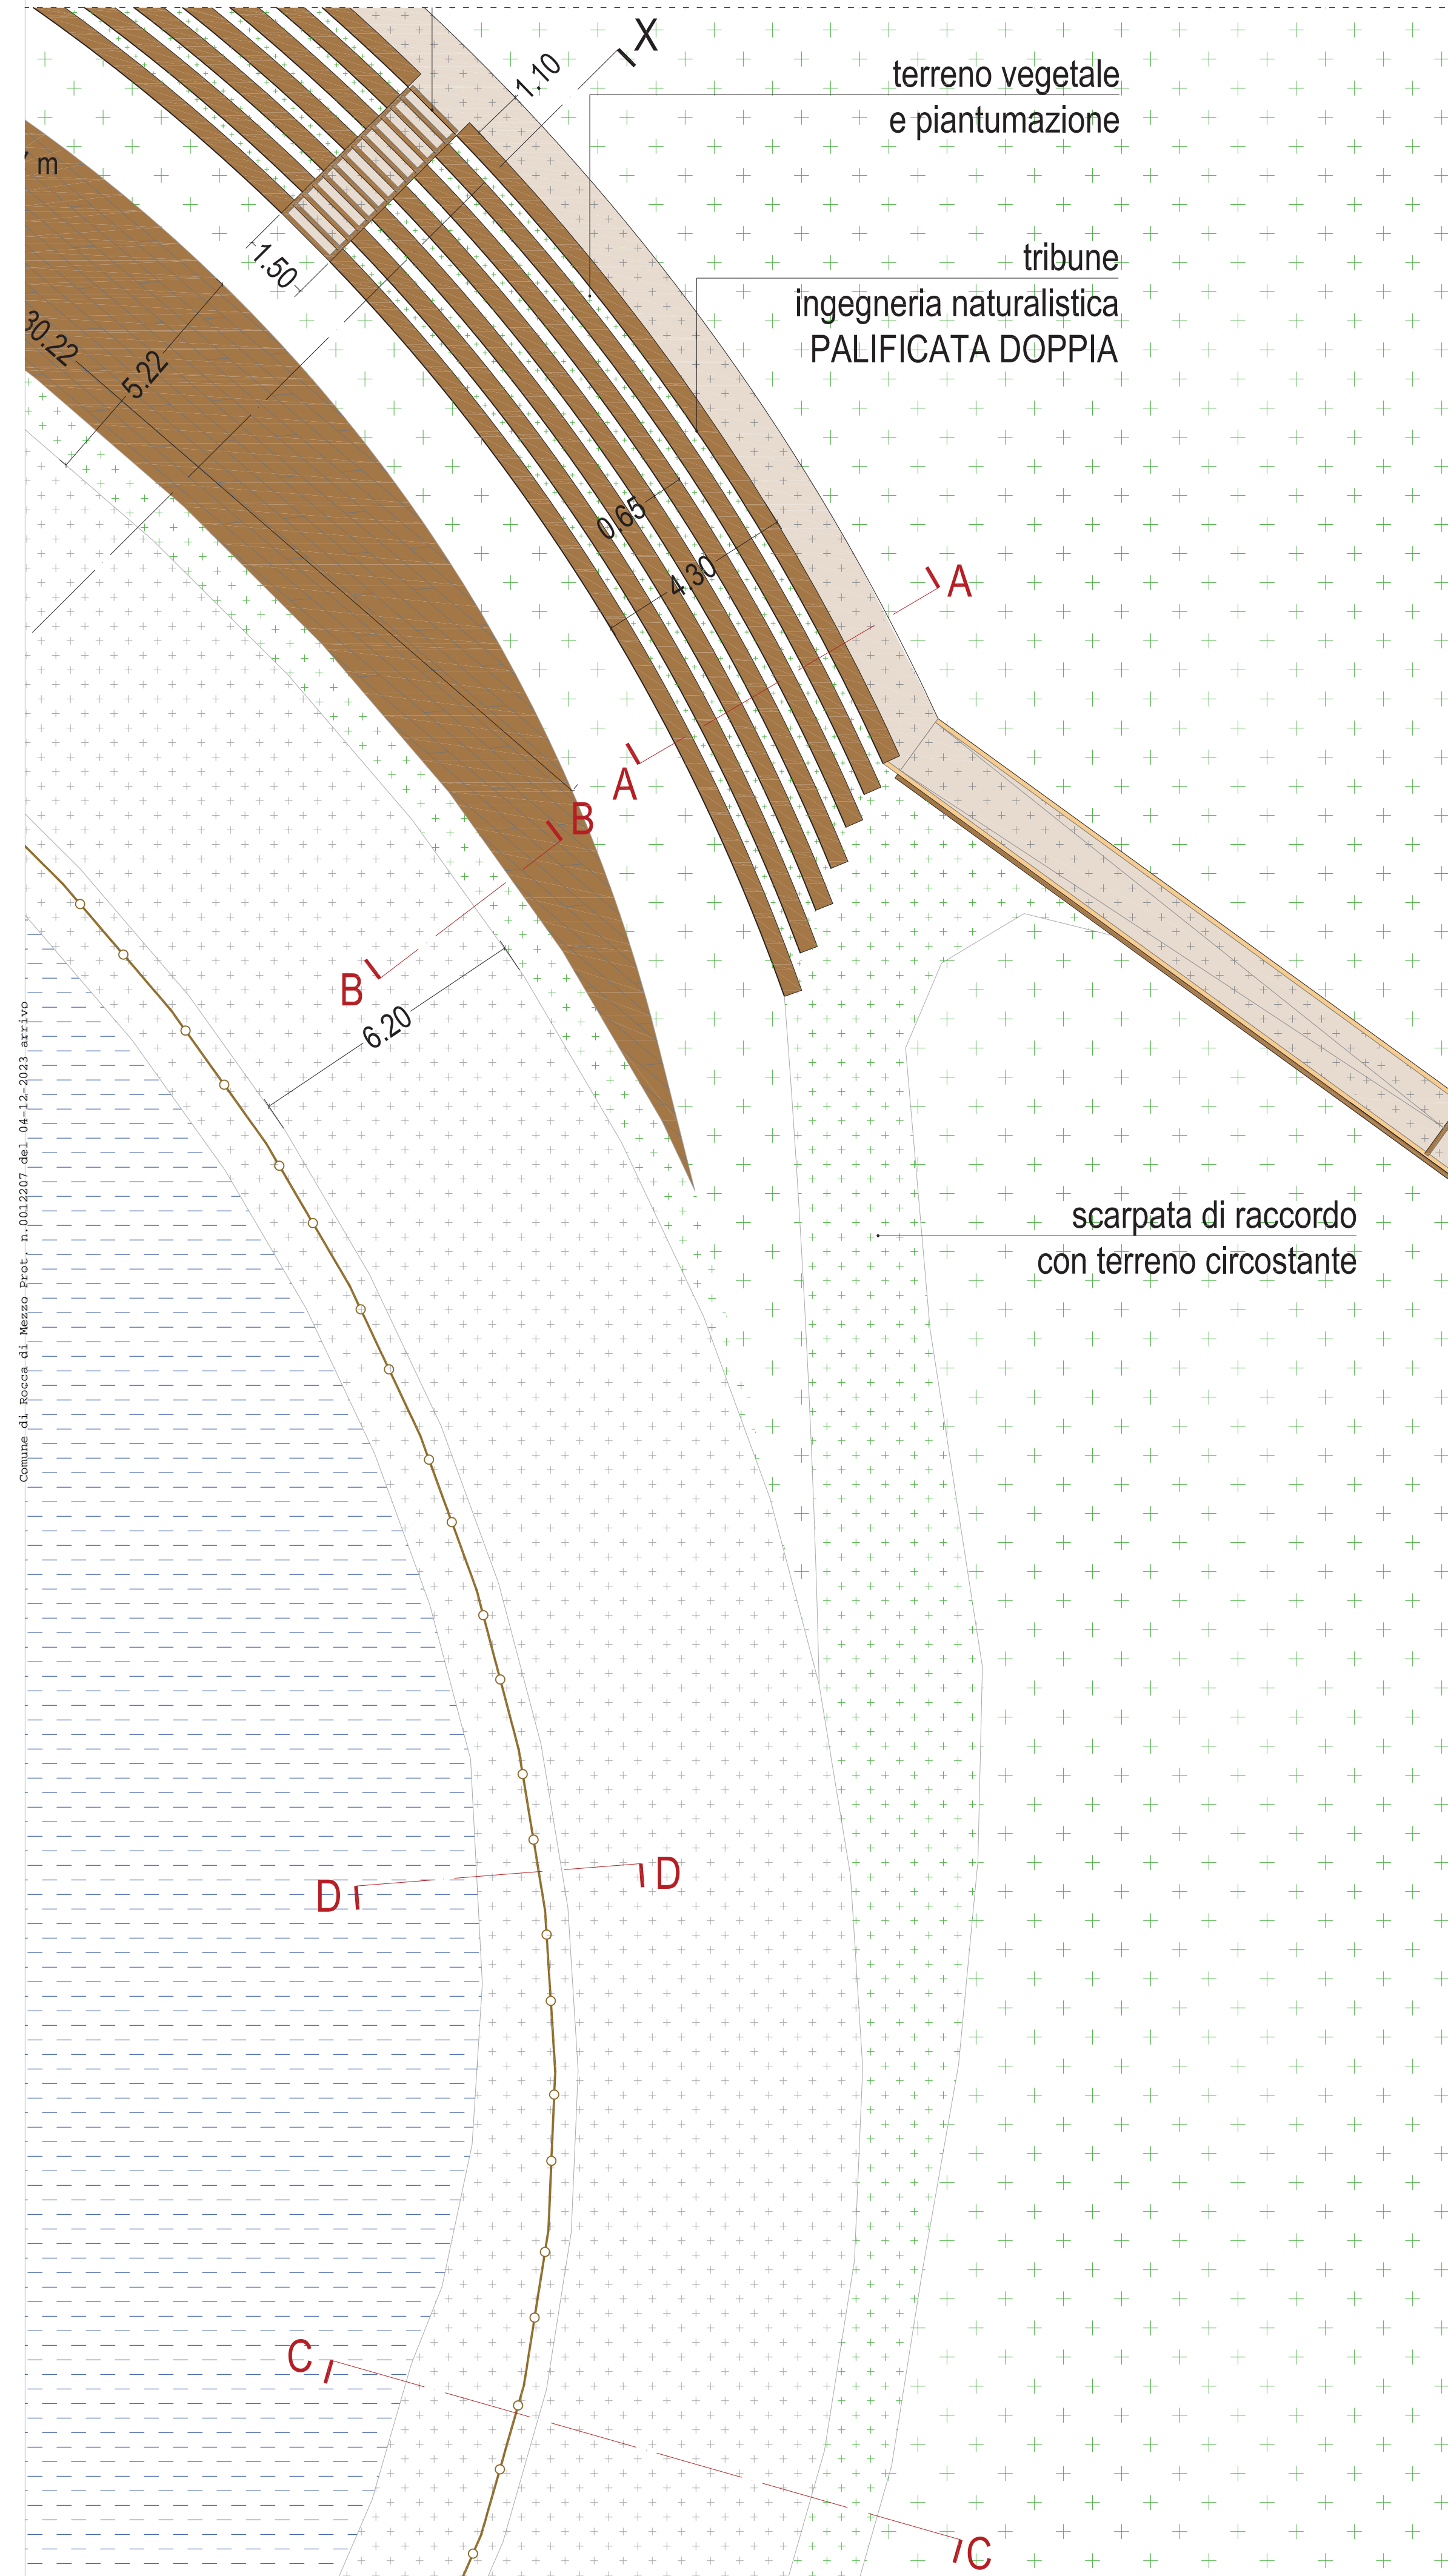 X
1.10
terreno vegetale
e piantumazione
m
1.50
tribune
ingegneria naturalistica
PALIFICATA DOPPIA
30.22
5.22
0.65
4.30
A
A
B
B
6.20
Comune di Rocca di Mezzo Prot. n.0012207 del 04-12-2023 arrivo
scarpata di raccordo
con terreno circostante
D
D
C
C